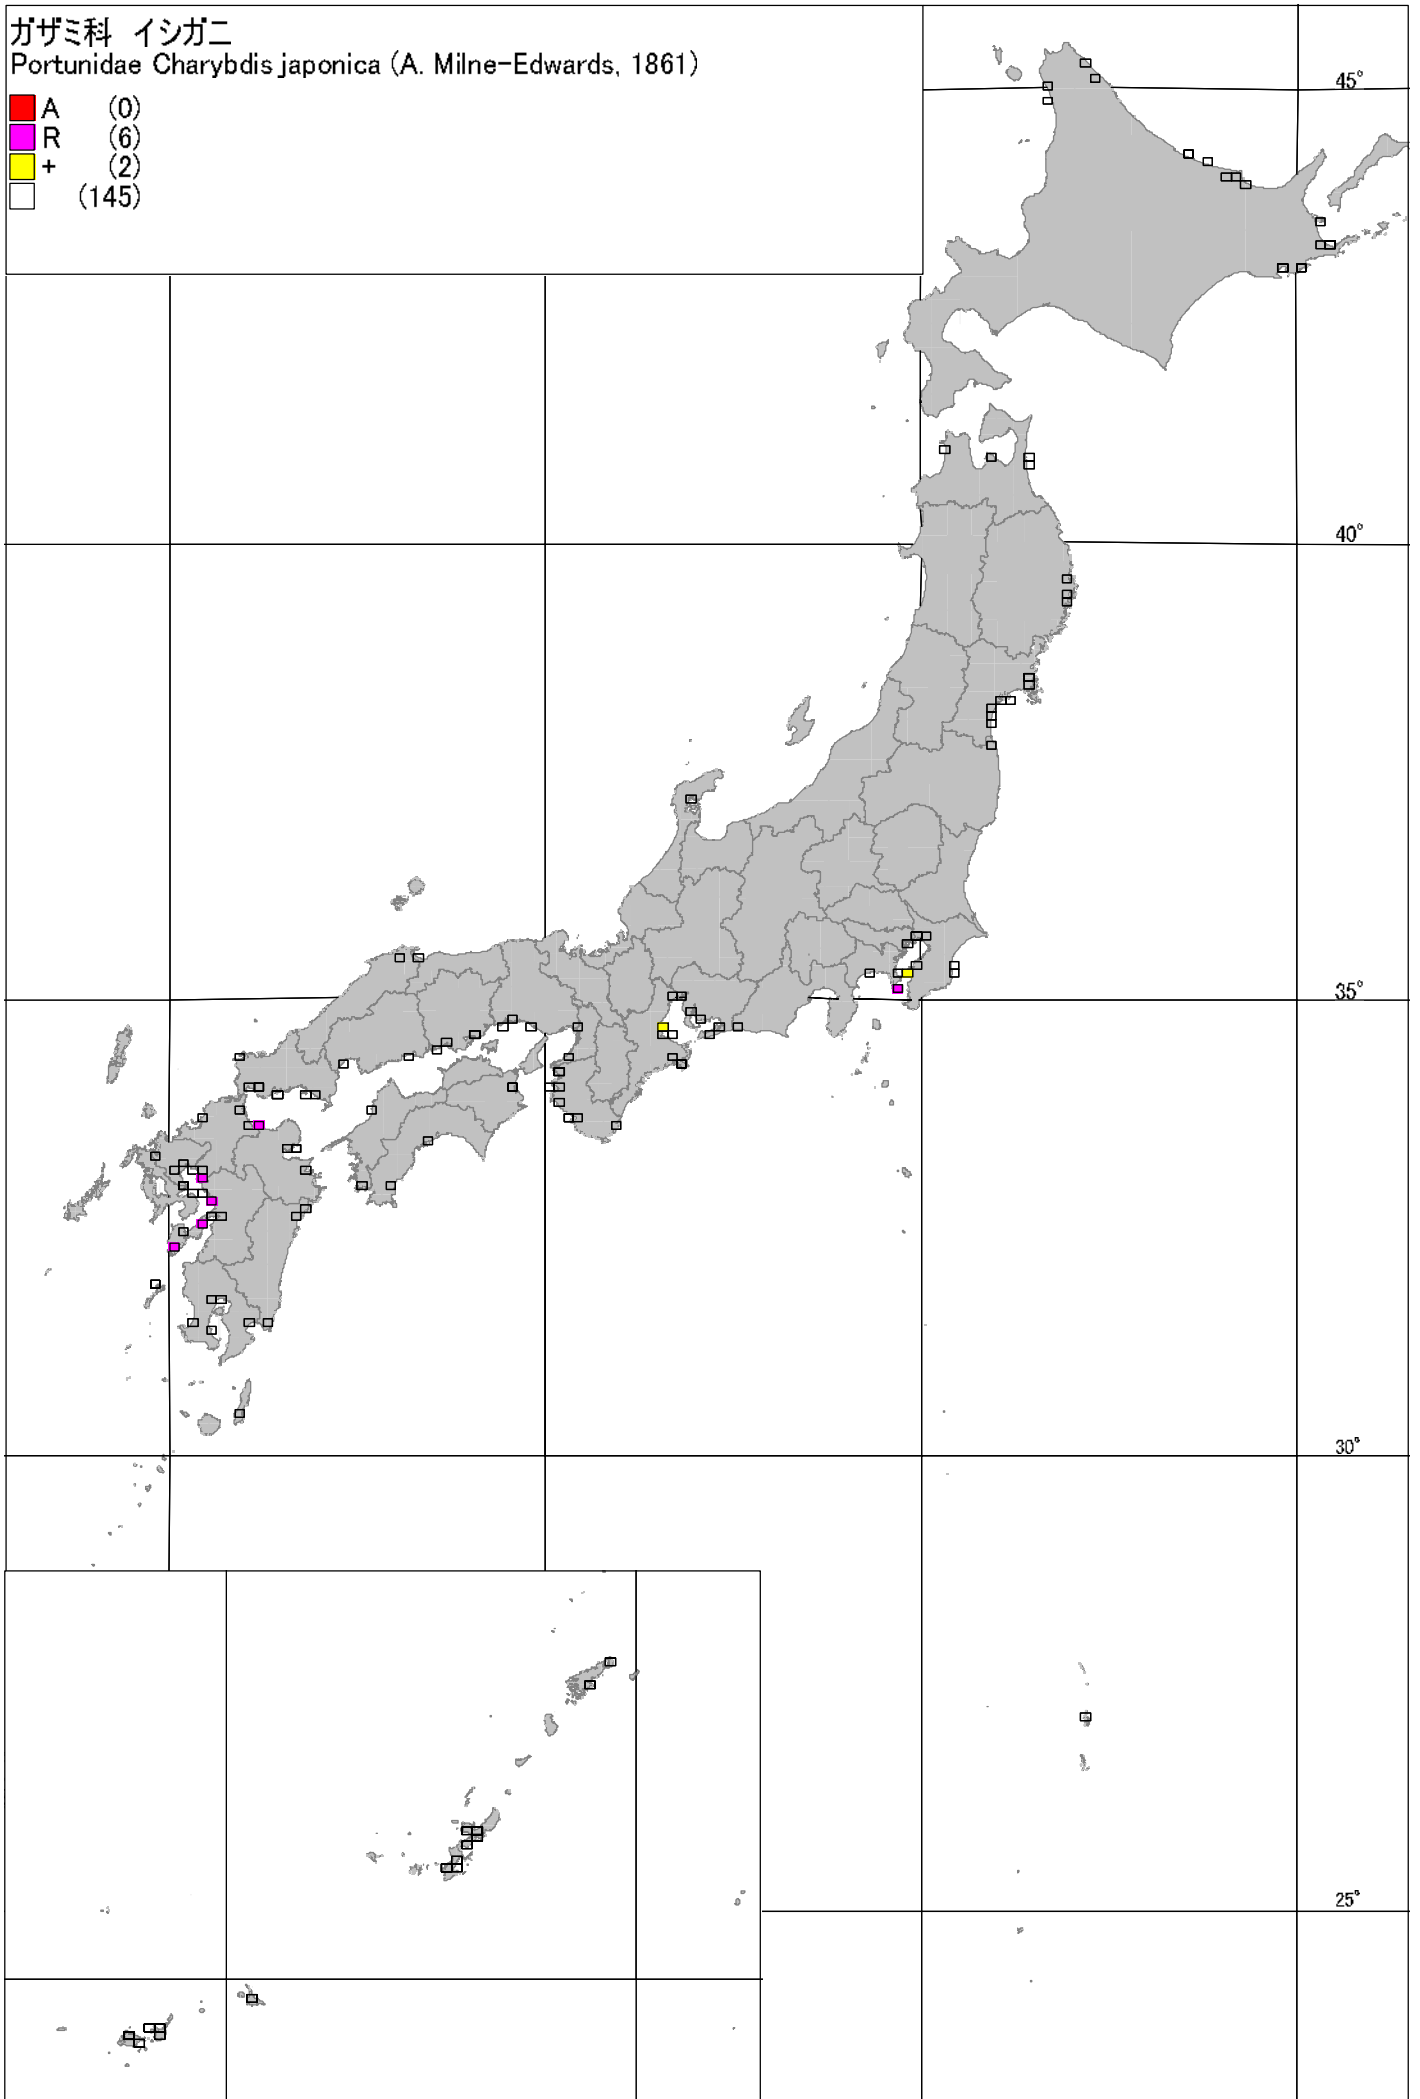 ガザミ科 イシガニ
Portunidae Charybdis japonica (A. Milne-Edwards, 1861)
A (0)
R (6)
+ (2)
(145)
45°
40°
35°
30°
25°